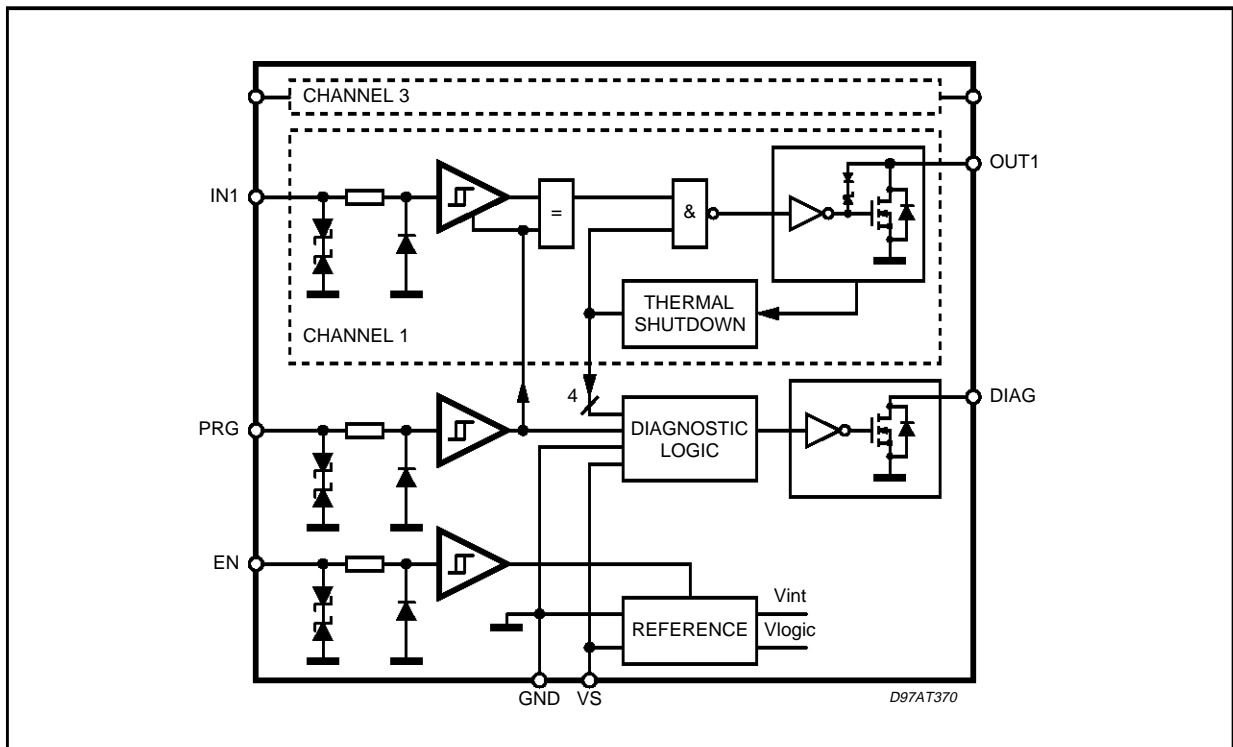 CHANNEL 3
OUT1
IN1
=
&
THERMAL
SHUTDOWN
CHANNEL 1
4
DIAG
PRG
DIAGNOSTIC
LOGIC
EN
Vint
REFERENCE
Vlogic
GND
VS
D97AT370